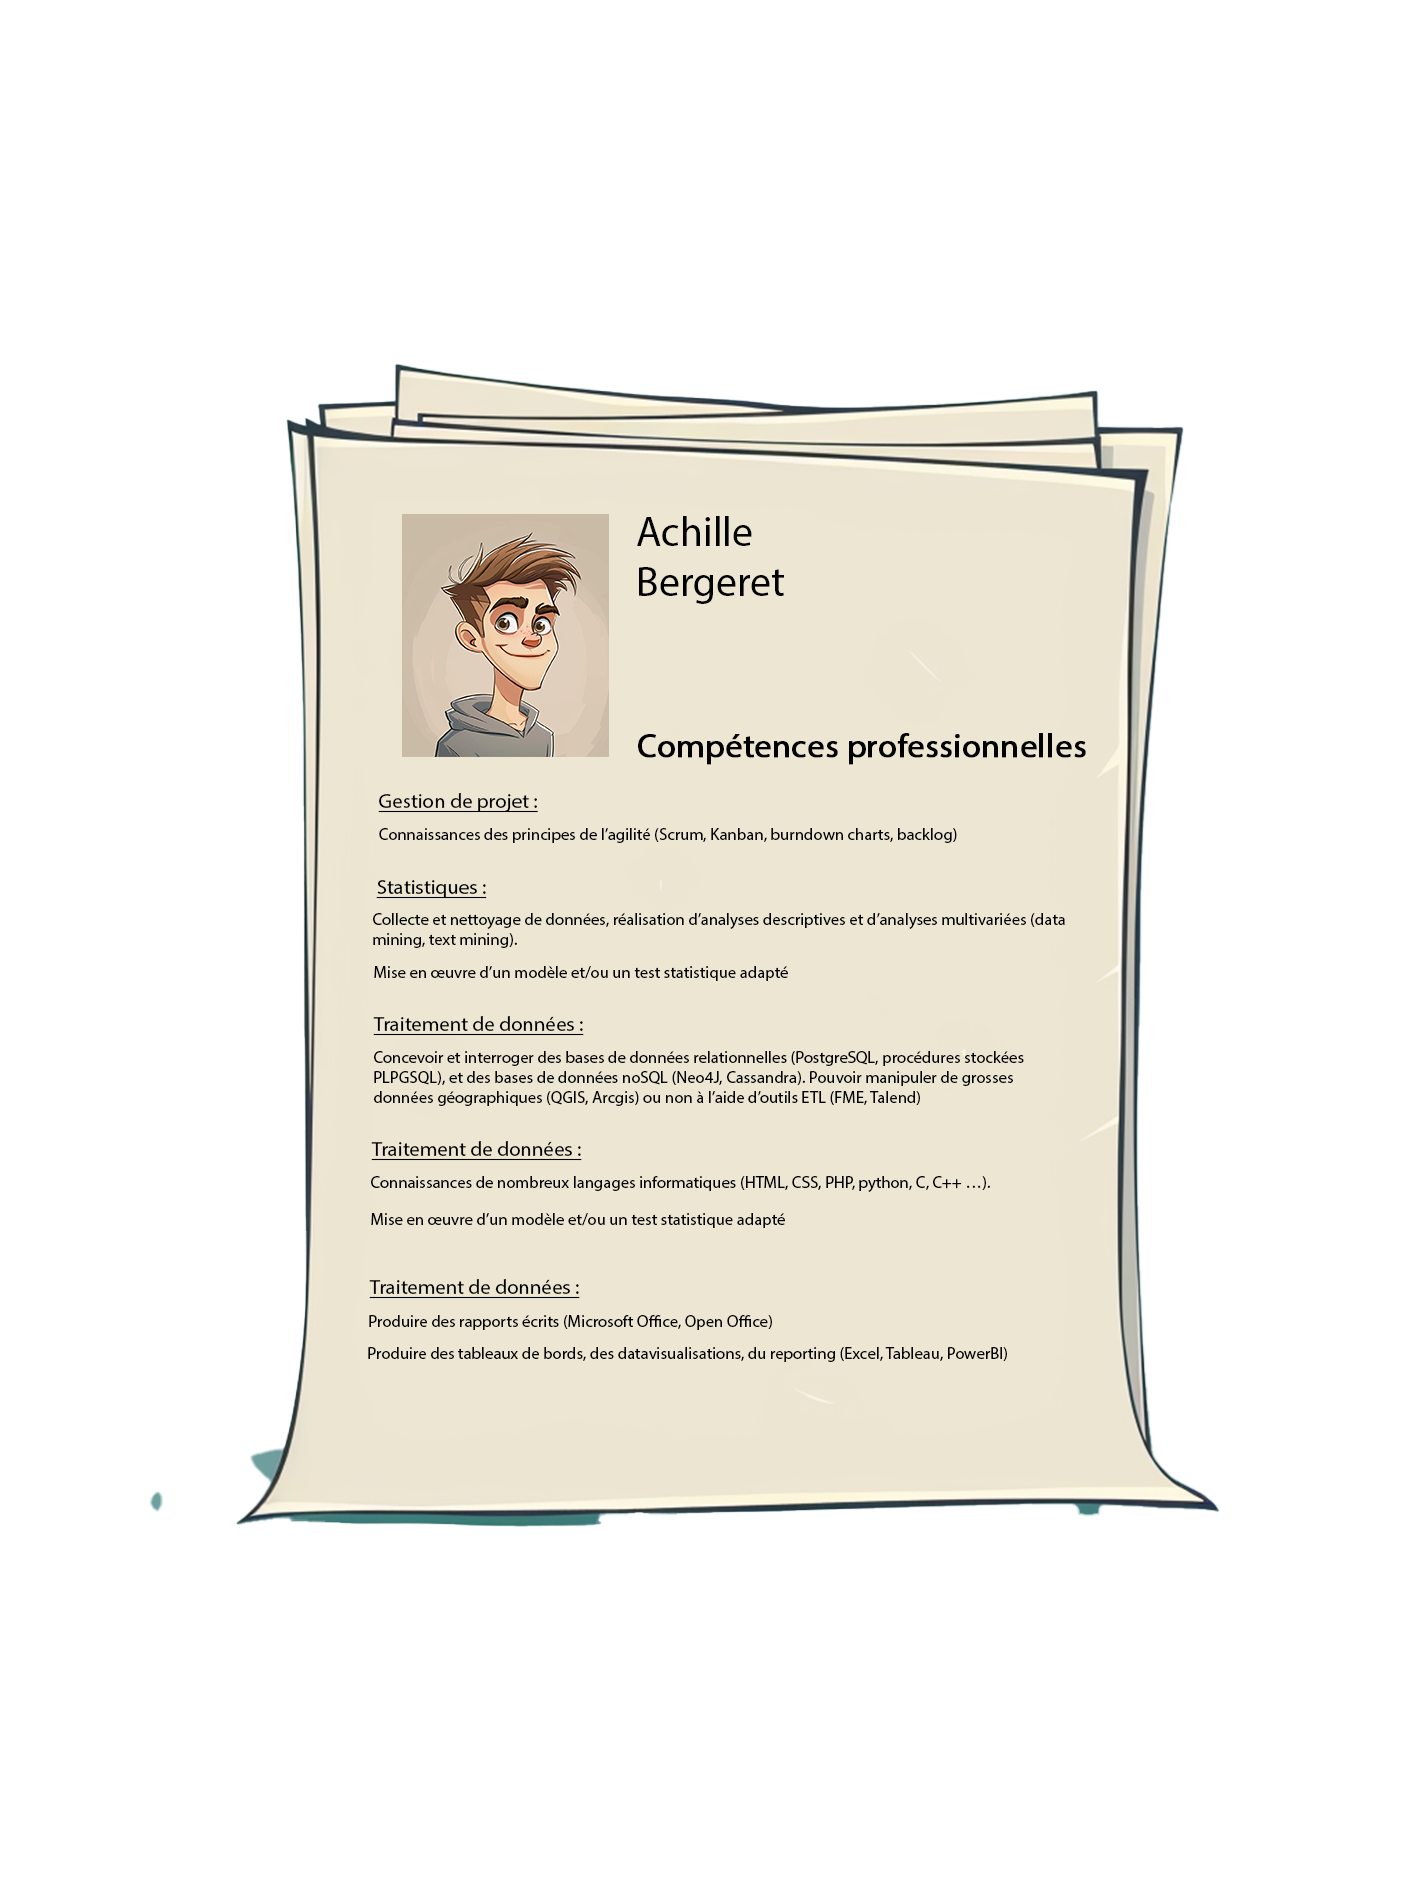 Achille
Bergeret
Compétences professionnelles
Gestion de projet :
Connaissances des principes de l’agilité (Scrum, Kanban, burndown charts, backlog)
Statistiques :
Collecte et nettoyage de données, réalisation d’analyses descriptives et d’analyses multivariées (data
mining, text mining).
Mise en œuvre d’un modèle et/ou un test statistique adapté
Traitement de données :
Concevoir et interroger des bases de données relationnelles (PostgreSQL, procédures stockées
PLPGSQL), et des bases de données noSQL (Neo4J, Cassandra). Pouvoir manipuler de grosses
données géographiques (QGIS, Arcgis) ou non à l’aide d’outils ETL (FME, Talend)
Traitement de données :
Connaissances de nombreux langages informatiques (HTML, CSS, PHP, python, C, C++ …).
Mise en œuvre d’un modèle et/ou un test statistique adapté
Traitement de données :
Produire des rapports écrits (Microsoft Office, Open Office)
Produire des tableaux de bords, des datavisualisations, du reporting (Excel, Tableau, PowerBI)